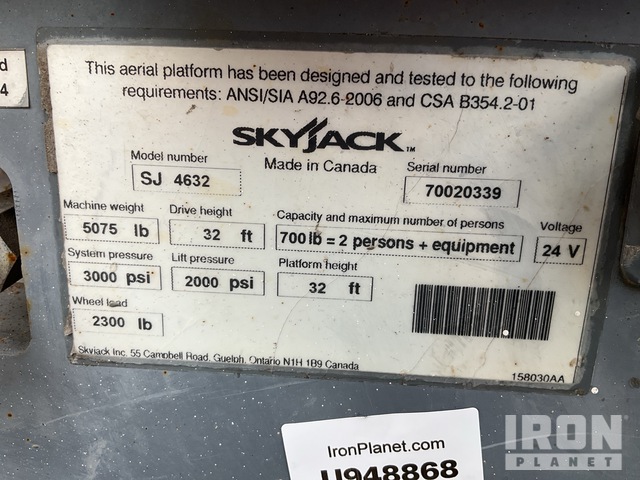 d
4
This aerial platform has been designed and tested to the following
requirements: ANSI/SIA A92.6-2006 and CSA B354.2-01
SKYJACK™
Made in Canada
Model number
SJ 4632
Serial number
70020339
Machine weight
5075 lb
Drive height
32 ft
Capacity and maximum number of persons
700 lb = 2 persons + equipment
Voltage
24 V
System pressure
3000 psi
Lift pressure
2000 psi
Platform height
32 ft
Wheel load
2300 lb
Skyjack Inc. 55 Campbell Road, Guelph, Ontario N1H 1B9 Canada
158030AA
IronPlanet.com
U948868
IRON
PLANET